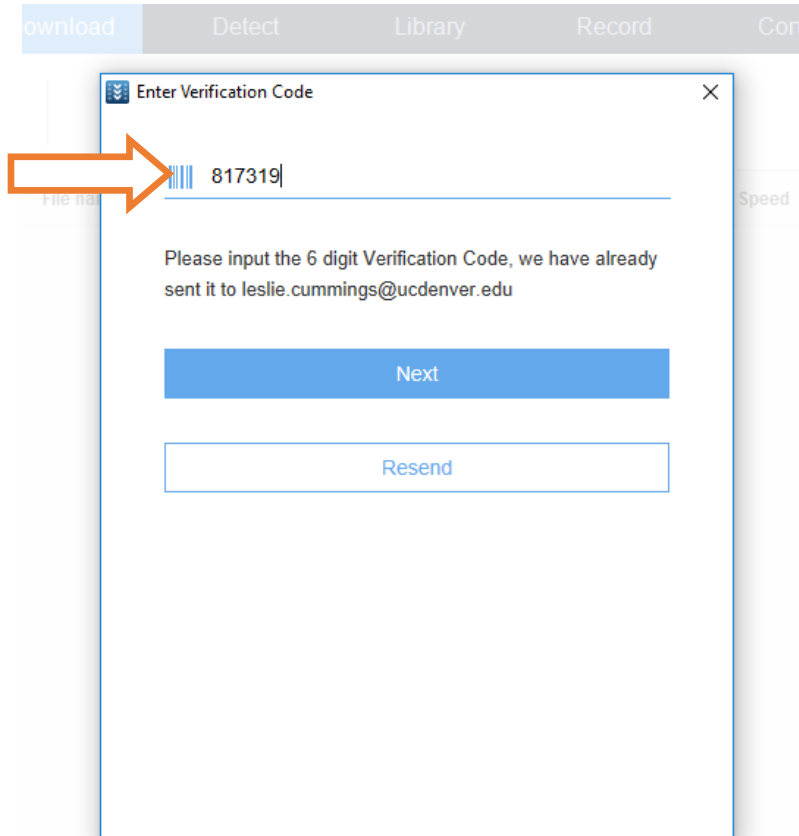 ownload Detect Library Record Con
Enter Verification Code
817319
File nar Speed
Please input the 6 digit Verification Code, we have already
sent it to leslie.cummings@ucdenver.edu
Next
Resend